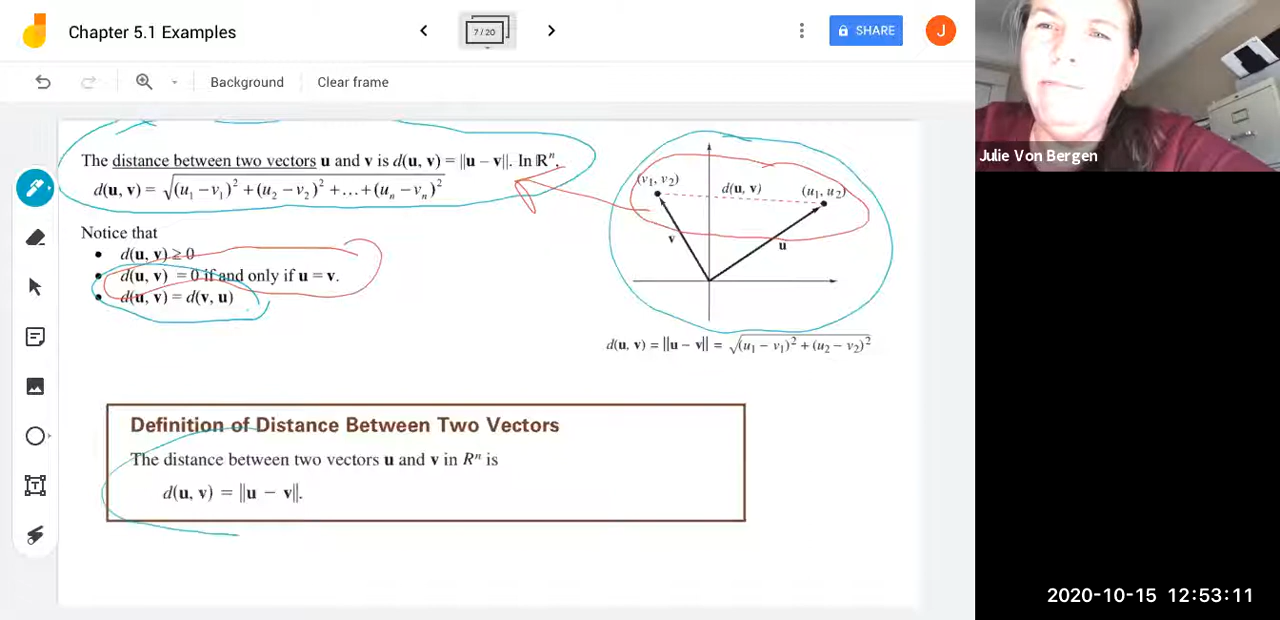 Chapter 5.1 Examples
7 / 20
SHARE
J
Background
Clear frame
Julie Von Bergen
The distance between two vectors u and v is d(u, v) = ||u − v||. In ℝⁿ,
d(u, v) = √(u₁ − v₁)² + (u₂ − v₂)² + … + (uₙ − vₙ)²
Notice that
• d(u, v) ≥ 0
• d(u, v) = 0 if and only if u = v.
• d(u, v) = d(v, u)
(v₁, v₂)
d(u, v)
(u₁, u₂)
v
u
d(u, v) = ||u − v|| = √(u₁ − v₁)² + (u₂ − v₂)²
Definition of Distance Between Two Vectors
The distance between two vectors u and v in Rⁿ is
d(u, v) = ||u − v||.
2020-10-15 12:53:11